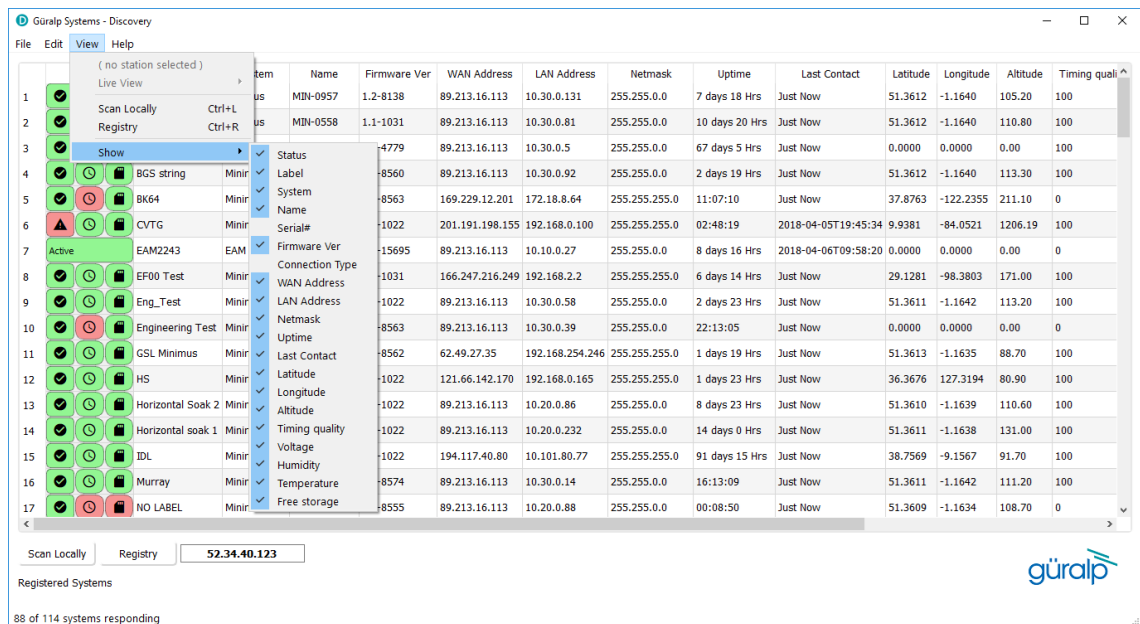 Güralp Systems - Discovery
File Edit View Help
( no station selected )
Live View
Scan Locally Ctrl+L
Registry Ctrl+R
Show
Status
Label
System
Name
Serial#
Firmware Ver
Connection Type
WAN Address
LAN Address
Netmask
Uptime
Last Contact
Latitude
Longitude
Altitude
Timing quality
Voltage
Humidity
Temperature
Free storage
tem Name Firmware Ver WAN Address LAN Address Netmask Uptime Last Contact Latitude Longitude Altitude Timing quali
1 us MIN-0957 1.2-8138 89.213.16.113 10.30.0.131 255.255.0.0 7 days 18 Hrs Just Now 51.3612 -1.1640 105.20 100
2 us MIN-0558 1.1-1031 89.213.16.113 10.30.0.81 255.255.0.0 10 days 20 Hrs Just Now 51.3612 -1.1640 110.80 100
3 -4779 89.213.16.113 10.30.0.5 255.255.0.0 67 days 5 Hrs Just Now 0.0000 0.0000 0.00 100
4 BGS string Minir -8560 89.213.16.113 10.30.0.92 255.255.0.0 2 days 19 Hrs Just Now 51.3612 -1.1640 113.30 100
5 BK64 Minir -8563 169.229.12.201 172.18.8.64 255.255.0.0 11:07:10 Just Now 37.8763 -122.2355 211.10 0
6 CVTG Minir -1022 201.191.198.155 192.168.0.100 255.255.0.0 02:48:19 2018-04-05T19:45:34 9.9381 -84.0521 1206.19 100
7 Active EAM2243 EAM -15695 89.213.16.113 10.10.0.27 255.255.0.0 8 days 16 Hrs 2018-04-06T09:58:20 0.0000 0.0000 0.00 0
8 EF00 Test Minir -1031 166.247.216.249 192.168.2.2 255.255.0.0 6 days 14 Hrs Just Now 29.1281 -98.3803 171.00 100
9 Eng_Test Minir -1022 89.213.16.113 10.30.0.58 255.255.0.0 2 days 23 Hrs Just Now 51.3611 -1.1642 113.20 100
10 Engineering Test Minir -8563 89.213.16.113 10.30.0.39 255.255.0.0 22:13:05 Just Now 0.0000 0.0000 0.00 0
11 GSL Minimus Minir -8562 62.49.27.35 192.168.254.246 255.255.255.0 1 days 19 Hrs Just Now 51.3613 -1.1635 88.70 100
12 HS Minir -1022 121.66.142.170 192.168.0.165 255.255.255.0 1 days 23 Hrs Just Now 36.3676 127.3194 80.90 100
13 Horizontal Soak 2 Minir -1022 89.213.16.113 10.20.0.86 255.255.0.0 8 days 23 Hrs Just Now 51.3610 -1.1639 110.60 100
14 Horizontal soak 1 Minir -1022 89.213.16.113 10.20.0.232 255.255.0.0 14 days 0 Hrs Just Now 51.3611 -1.1638 131.00 100
15 IDL Minir -1022 194.117.40.80 10.101.80.77 255.255.0.0 91 days 15 Hrs Just Now 38.7569 -9.1567 91.70 100
16 Murray Minir -8574 89.213.16.113 10.30.0.14 255.255.0.0 16:13:09 Just Now 51.3611 -1.1642 111.20 100
17 NO LABEL Minir -8555 89.213.16.113 10.20.0.88 255.255.0.0 00:08:50 Just Now 51.3609 -1.1634 108.70 0
Scan Locally Registry 52.34.40.123
güralp
Registered Systems
88 of 114 systems responding